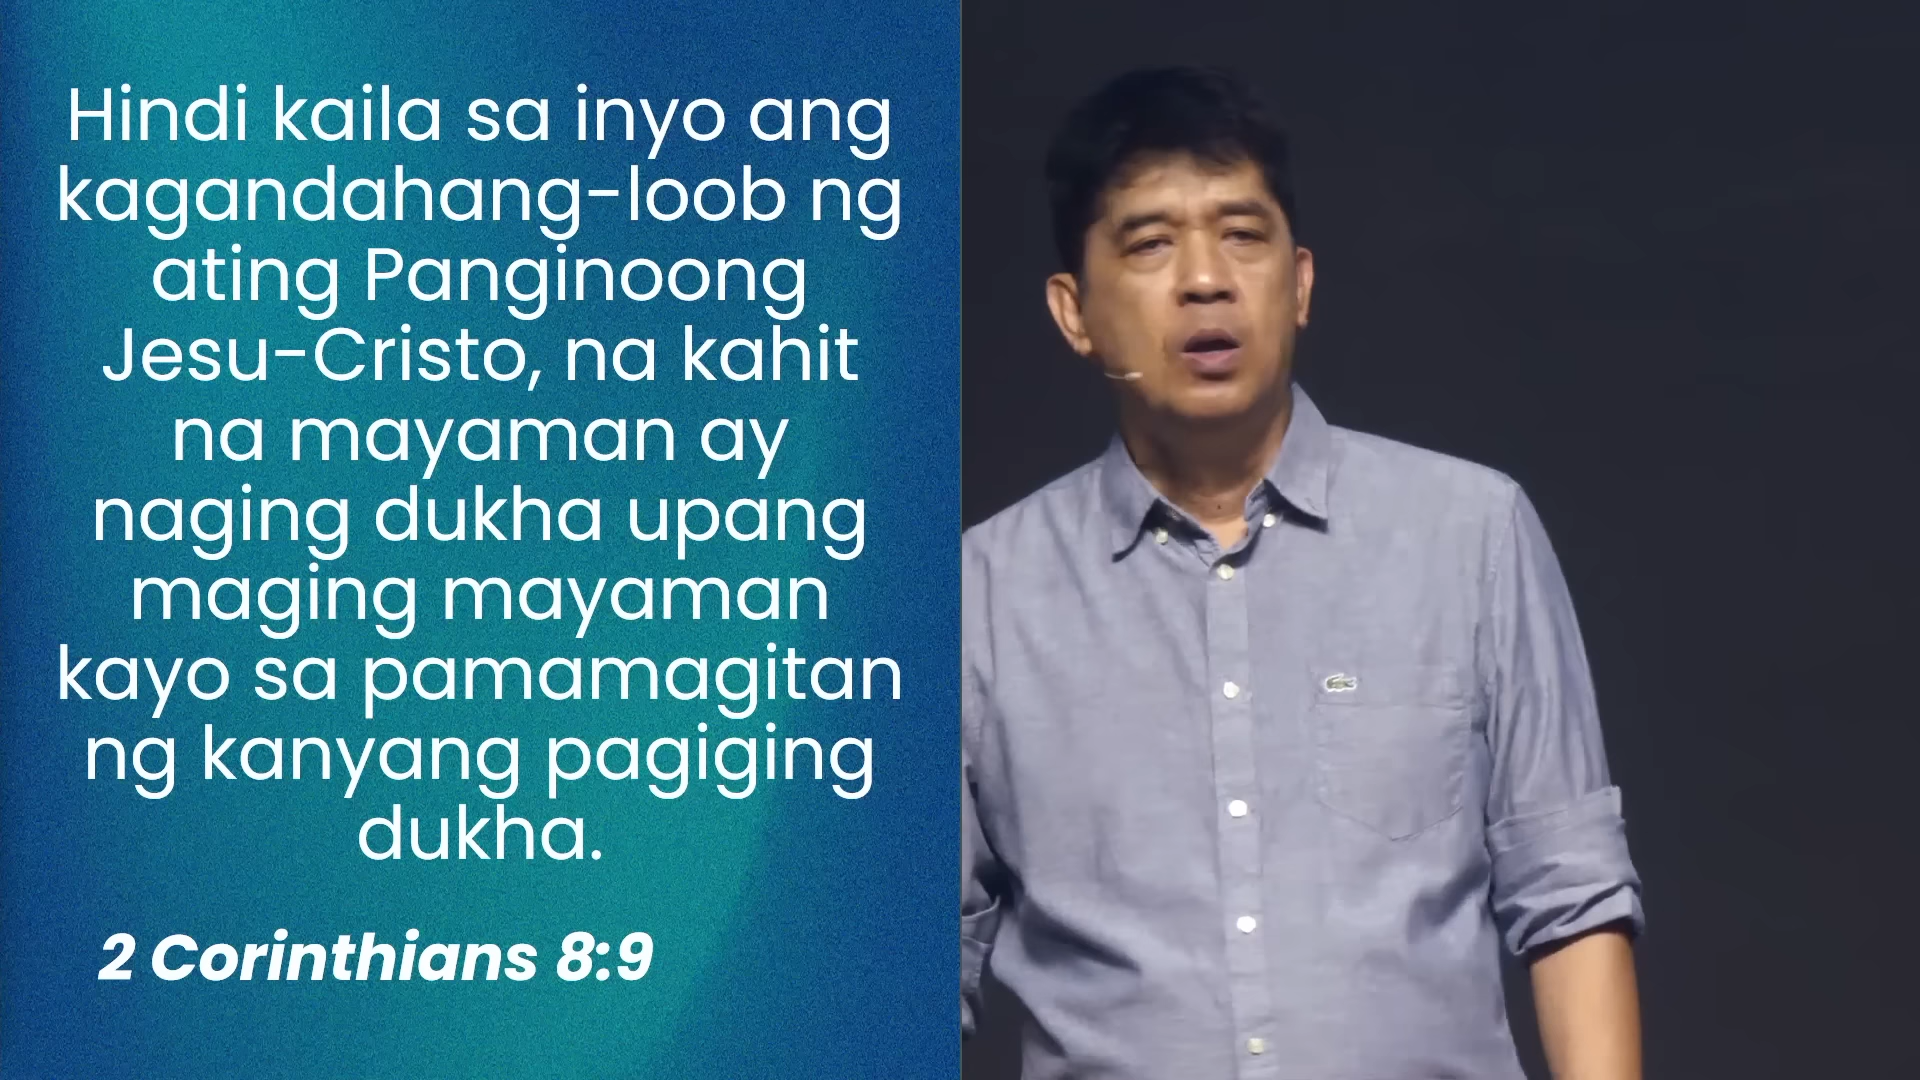 Hindi kaila sa inyo ang
kagandahang-loob ng
ating Panginoong
Jesu-Cristo, na kahit
na mayaman ay
naging dukha upang
maging mayaman
kayo sa pamamagitan
ng kanyang pagiging
dukha.
2 Corinthians 8:9